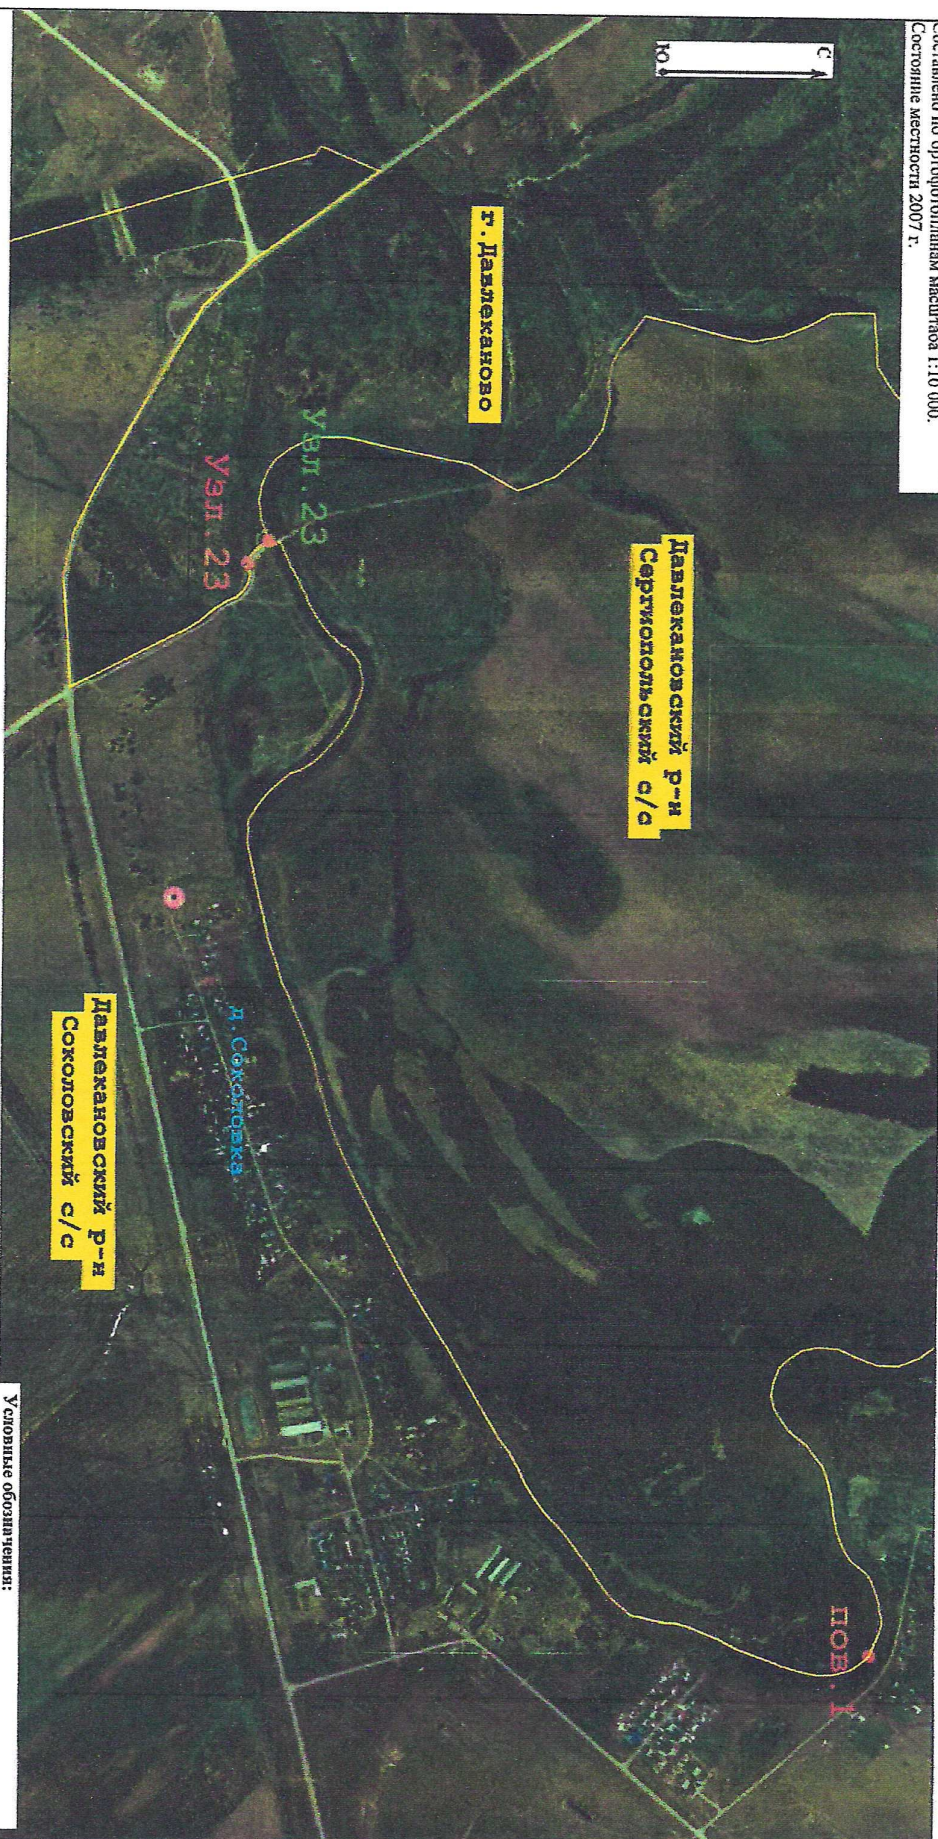 Составлено по ортофотопланам масштаба 1:10 000.
Состояние местности 2007 г.
С
Ю
г. Давлеканово
Давлекановский р-н
Сергиопольский с/с
узл. 23
узл. 23
д. Соколовка
Давлекановский р-н
Соколовский с/с
пов. 1
Условные обозначения: